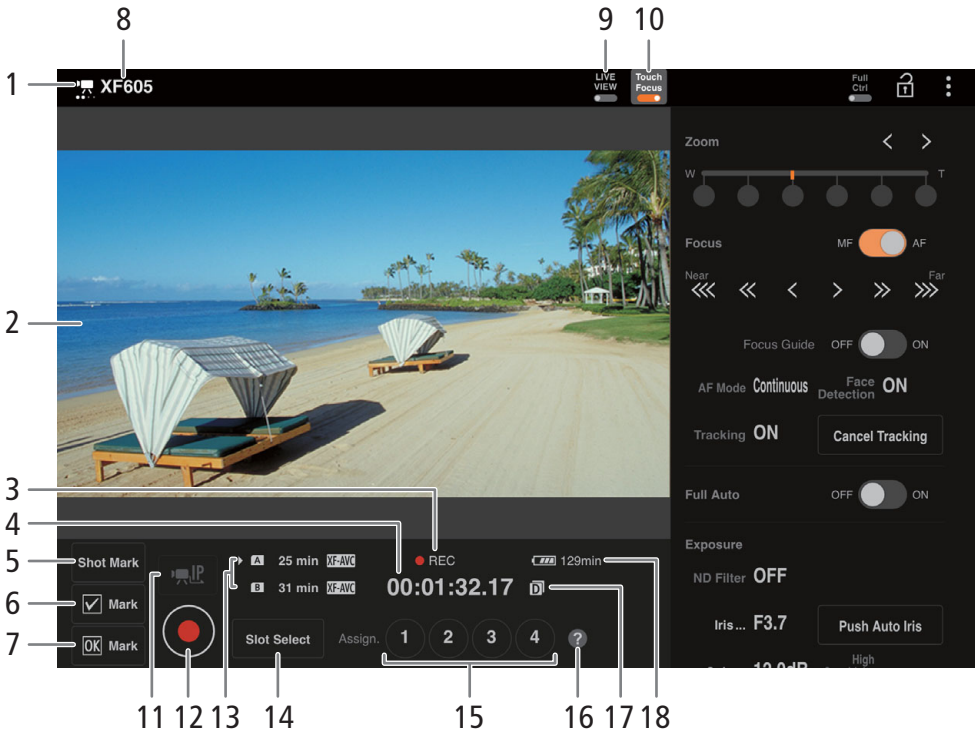 8 9 10
1 XF605 LIVE VIEW Touch Focus Full Ctrl
Zoom
W T
Focus MF AF
Near Far
2
Focus Guide OFF ON
AF Mode Continuous Face Detection ON
Tracking ON Cancel Tracking
3
Full Auto OFF ON
4
Exposure
5 Shot Mark A 25 min XF-AVC REC 129min
IP
ND Filter OFF
6 Mark B 31 min XF-AVC 00:01:32.17 D
Iris... F3.7 Push Auto Iris
7 OK Mark Slot Select Assign. 1 2 3 4 ?
12.0dB High
11 12 13 14 15 16 17 18